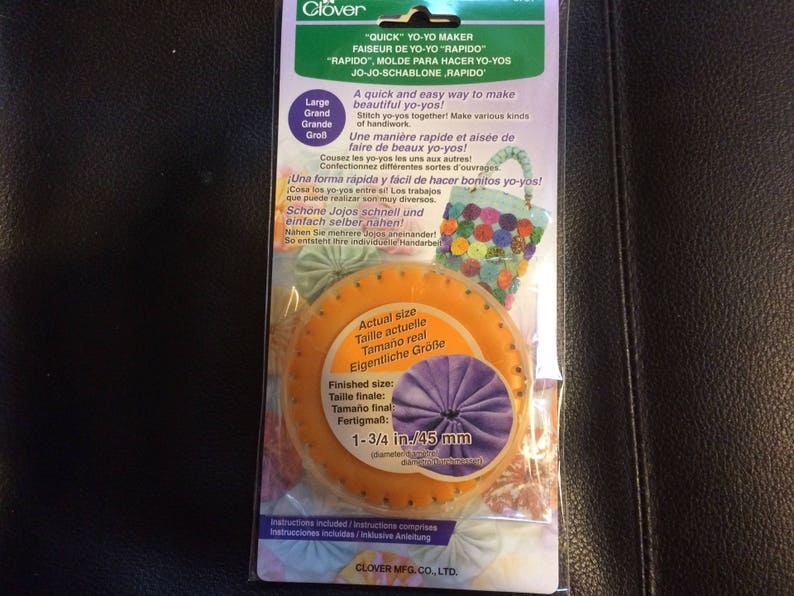 Clover
"QUICK" YO-YO MAKER
FAISEUR DE YO-YO "RAPIDO"
"RAPIDO", MOLDE PARA HACER YO-YOS
JO-JO-SCHABLONE ‚RAPIDO'
Large
Grand
Grande
Groß
A quick and easy way to make
beautiful yo-yos!
Stitch yo-yos together! Make various kinds
of handiwork.
Une manière rapide et aisée de
faire de beaux yo-yos!
Cousez les yo-yos les uns aux autres!
Confectionnez différentes sortes d'ouvrages.
¡Una forma rápida y fácil de hacer bonitos yo-yos!
¡Cosa los yo-yos entre sí! Los trabajos
que puede realizar son muy diversos.
Schöne Jojos schnell und
einfach selber nähen!
Nähen Sie mehrere Jojos aneinander!
So entsteht Ihre individuelle Handarbeit.
Actual size
Taille actuelle
Tamaño real
Eigentliche Größe
Finished size:
Taille finale:
Tamaño final:
Fertigmaß:
1-3/4 in./45 mm
(diameter/diamètre/
diámetro/Durchmesser)
Instructions included / Instructions comprises
Instrucciones incluidas / Inklusive Anleitung
CLOVER MFG. CO., LTD.